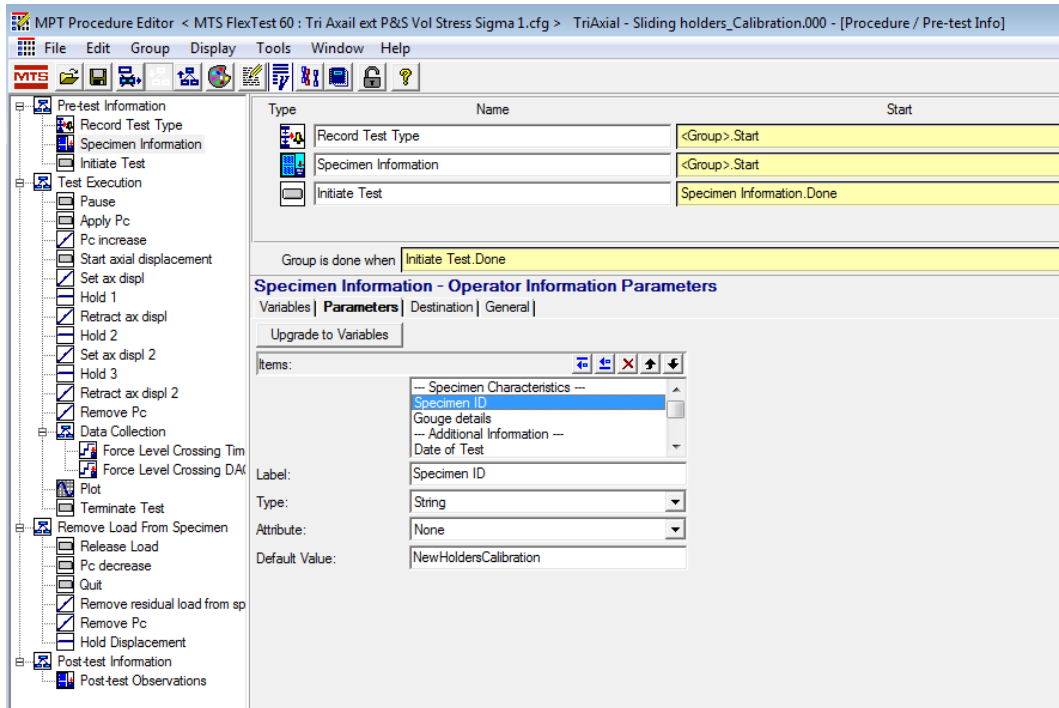 MPT Procedure Editor < MTS FlexTest 60 : Tri Axail ext P&S Vol Stress Sigma 1.cfg > TriAxial - Sliding holders_Calibration.000 - [Procedure / Pre-test Info]
File Edit Group Display Tools Window Help
MTS
Pre-test Information
Record Test Type
Specimen Information
Initiate Test
Test Execution
Pause
Apply Pc
Pc increase
Start axial displacement
Set ax displ
Hold 1
Retract ax displ
Hold 2
Set ax displ 2
Hold 3
Retract ax displ 2
Remove Pc
Data Collection
Force Level Crossing Tim
Force Level Crossing DA
Plot
Terminate Test
Remove Load From Specimen
Release Load
Pc decrease
Quit
Remove residual load from sp
Remove Pc
Hold Displacement
Post-test Information
Post-test Observations
Type Name Start
Record Test Type <Group>.Start
Specimen Information <Group>.Start
Initiate Test Specimen Information.Done
Group is done when Initiate Test.Done
Specimen Information - Operator Information Parameters
Variables Parameters Destination General
Upgrade to Variables
Items:
--- Specimen Characteristics ---
Specimen ID
Gouge details
--- Additional Information ---
Date of Test
Label: Specimen ID
Type: String
Attribute: None
Default Value: NewHoldersCalibration